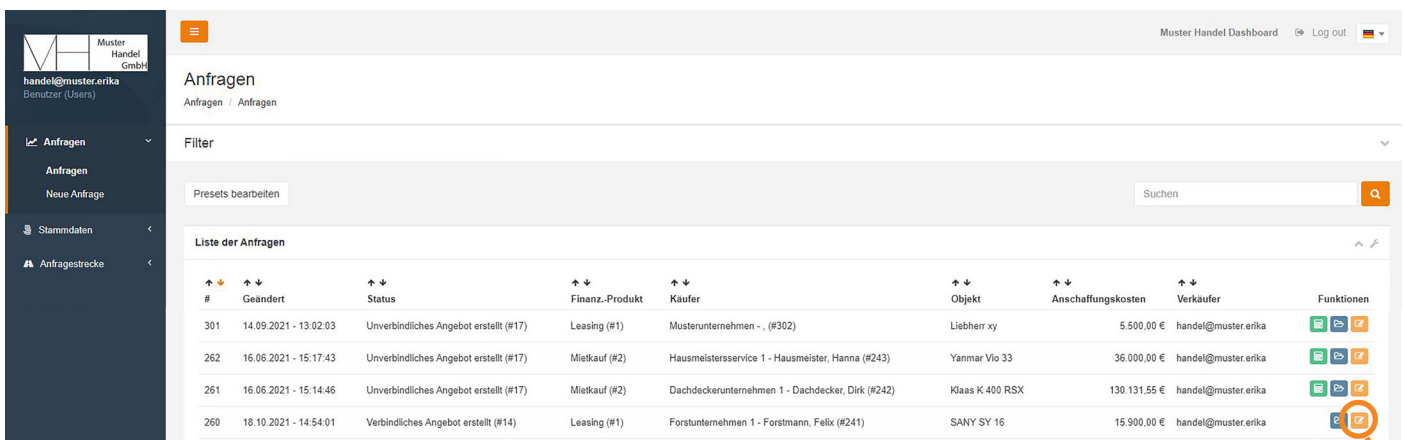 Muster
Handel
GmbH
handel@muster.erika
Benutzer (Users)
Anfragen
Anfragen
Neue Anfrage
Stammdaten
Anfragestrecke
Muster Handel Dashboard Log out
Anfragen
Anfragen / Anfragen
Filter
Presets bearbeiten
Suchen
Liste der Anfragen
# Geändert Status Finanz.-Produkt Käufer Objekt Anschaffungskosten Verkäufer Funktionen
301 14.09.2021 - 13:02:03 Unverbindliches Angebot erstellt (#17) Leasing (#1) Musterunternehmen - , (#302) Liebherr xy 5.500,00 € handel@muster.erika
262 16.06.2021 - 15:17:43 Unverbindliches Angebot erstellt (#17) Mietkauf (#2) Hausmeistersservice 1 - Hausmeister, Hanna (#243) Yanmar Vio 33 36.000,00 € handel@muster.erika
261 16.06.2021 - 15:14:46 Unverbindliches Angebot erstellt (#17) Mietkauf (#2) Dachdeckerunternehmen 1 - Dachdecker, Dirk (#242) Klaas K 400 RSX 130.131,55 € handel@muster.erika
260 18.10.2021 - 14:54:01 Verbindliches Angebot erstellt (#14) Leasing (#1) Forstunternehmen 1 - Forstmann, Felix (#241) SANY SY 16 15.900,00 € handel@muster.erika